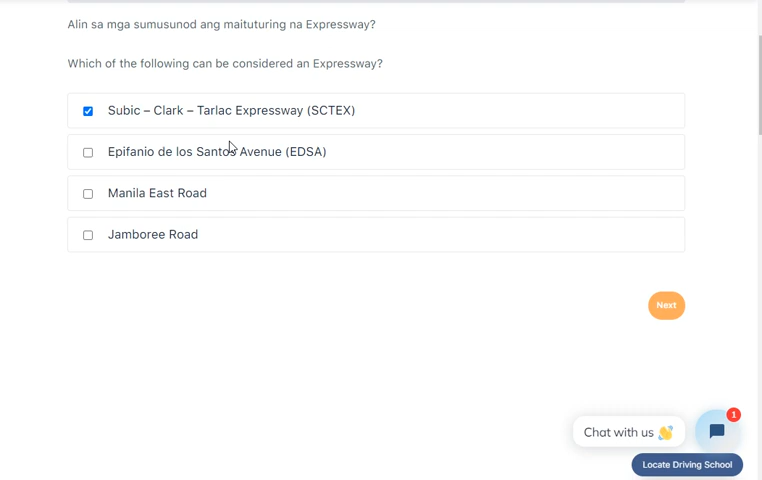 Alin sa mga sumusunod ang maituturing na Expressway?
Which of the following can be considered an Expressway?
Subic – Clark – Tarlac Expressway (SCTEX)
Epifanio de los Santos Avenue (EDSA)
Manila East Road
Jamboree Road
Next
1
Chat with us 👋
Locate Driving School